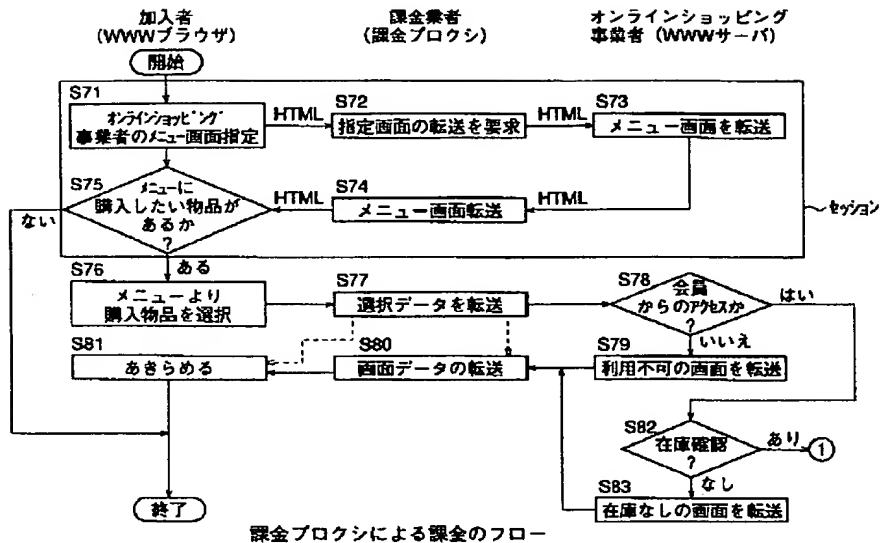 加入者
(WWWブラウザ)
課金業者
(課金プロクシ)
オンラインショッピング
事業者(WWWサーバ)
開始
S71
オンラインショッピング
事業者のメニュー画面指定
HTML
S72
指定画面の転送を要求
HTML
S73
メニュー画面を転送
S75
メニューに
購入したい物品が
あるか
?
HTML
S74
メニュー画面転送
HTML
セッション
ない
ある
S76
メニューより
購入物品を選択
S77
選択データを転送
S78
会員
からのアクセスか
?
はい
いいえ
S81
あきらめる
S80
画面データの転送
S79
利用不可の画面を転送
S82
在庫確認
?
あり
1
なし
S83
在庫なしの画面を転送
終了
課金プロクシによる課金のフロー